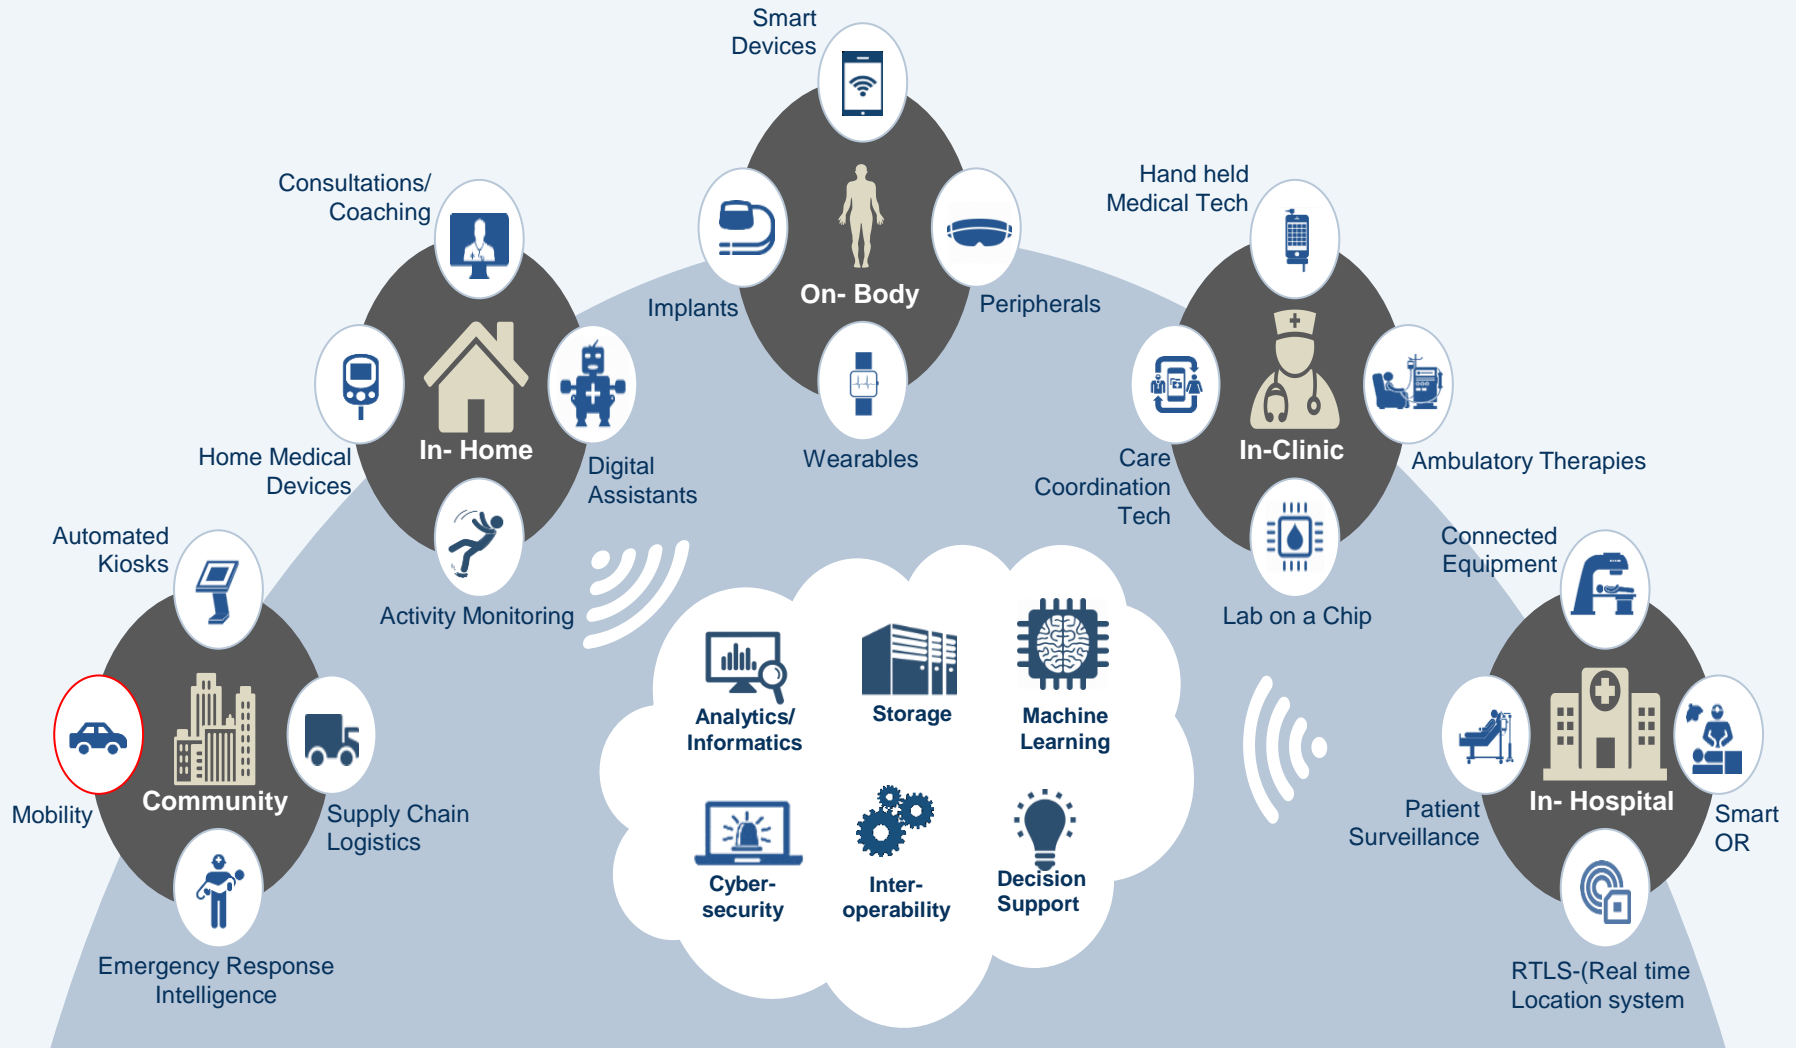 Smart
Devices
Implants
On- Body
Peripherals
Wearables
Consultations/
Coaching
Home Medical
Devices
In- Home
Digital
Assistants
Activity Monitoring
Hand held
Medical Tech
Care
Coordination
Tech
In-Clinic
Ambulatory Therapies
Lab on a Chip
Automated
Kiosks
Mobility
Community
Supply Chain
Logistics
Emergency Response
Intelligence
Analytics/
Informatics
Storage
Machine
Learning
Cyber-
security
Inter-
operability
Decision
Support
Connected
Equipment
Patient
Surveillance
In- Hospital
Smart
OR
RTLS-(Real time
Location system